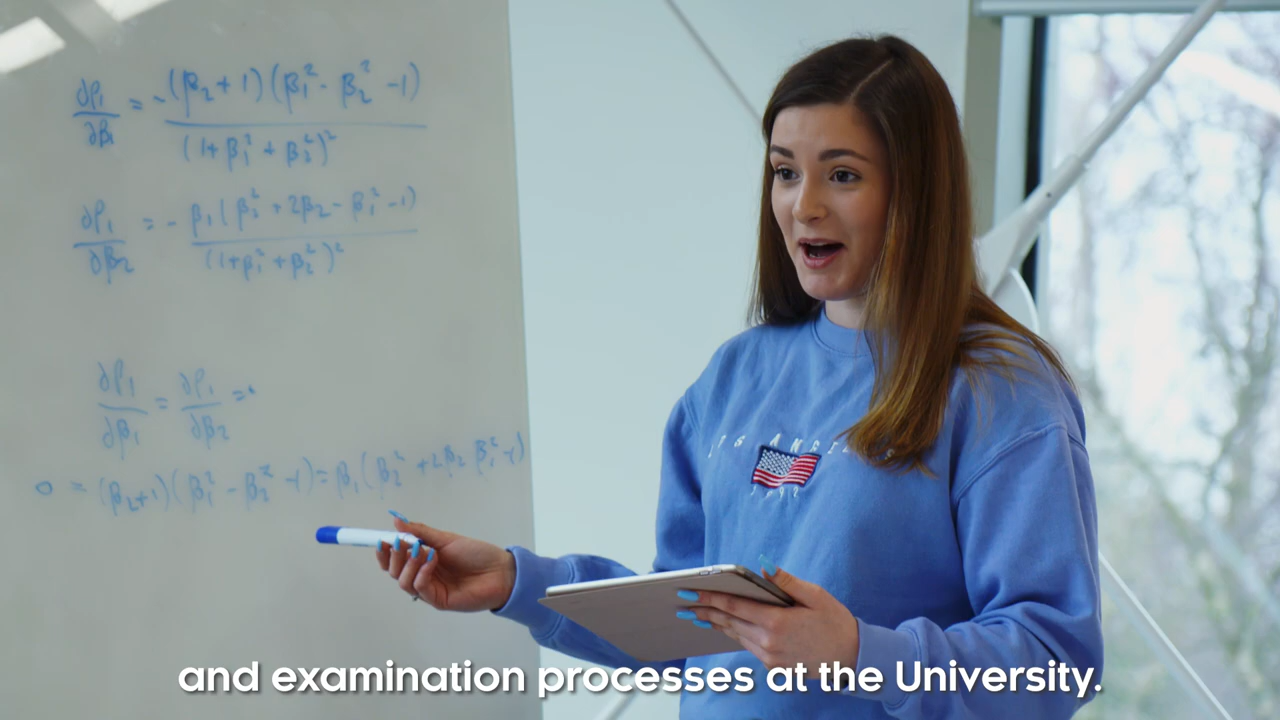 ∂ρ₁/∂β₁ = -(β₂+1)(β₁² - β₂² -1)/(1+β₁² + β₂²)²
∂ρ₁/∂β₂ = - β₁(β₂² + 2β₂ - β₁² -1)/(1+β₁² + β₂²)²
∂ρ₁/∂β₁ = ∂ρ₁/∂β₂ =
0 = (β₂+1)(β₁² - β₂² -1) = β₁(β₂² +2β₂ β₁² -1)
and examination processes at the University.